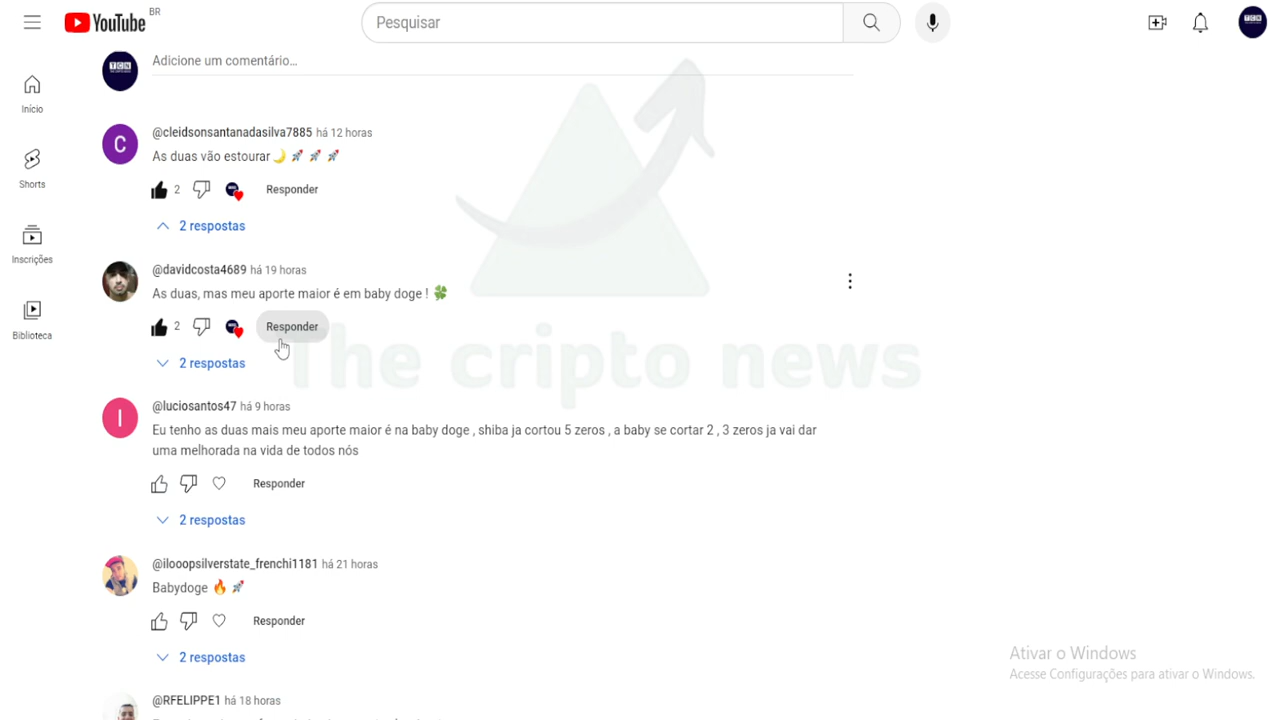 YouTube BR
Pesquisar
TCN
Adicione um comentário...
Início
Shorts
Inscrições
Biblioteca
C
@cleidsonsantanadasilva7885 há 12 horas
As duas vão estourar 🌙 🚀 🚀 🚀
2 Responder
2 respostas
@davidcosta4689 há 19 horas
As duas, mas meu aporte maior é em baby doge ! 🍀
2 Responder
The cripto news
2 respostas
I
@luciosantos47 há 9 horas
Eu tenho as duas mais meu aporte maior é na baby doge , shiba ja cortou 5 zeros , a baby se cortar 2 , 3 zeros ja vai dar
uma melhorada na vida de todos nós
Responder
2 respostas
@ilooopsilverstate_frenchi1181 há 21 horas
Babydoge 🔥 🚀
Responder
2 respostas
Ativar o Windows
Acesse Configurações para ativar o Windows.
@RFELIPPE1 há 18 horas